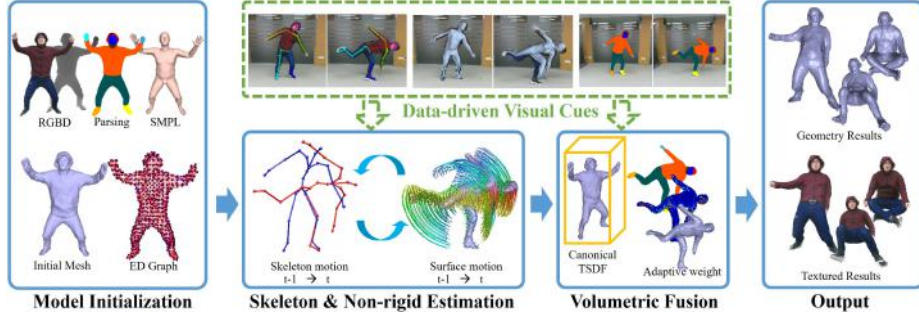 RGBD Parsing SMPL
Initial Mesh ED Graph
Model Initialization
Data-driven Visual Cues
Skeleton motion
t-1 → t
Surface motion
t-1 → t
Skeleton & Non-rigid Estimation
Canonical
TSDF
Adaptive weight
Volumetric Fusion
Geometry Results
Textured Results
Output